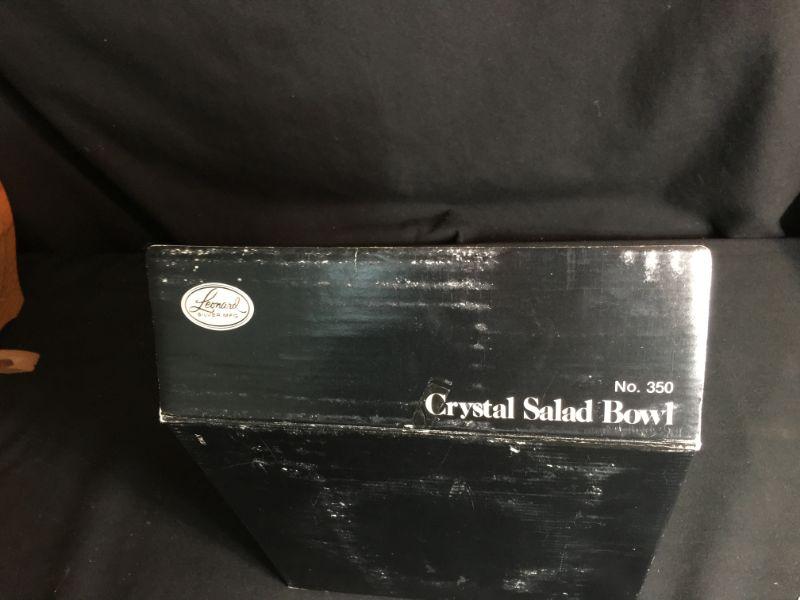 Leonard
SILVER MFG
No. 350
Crystal Salad Bowl